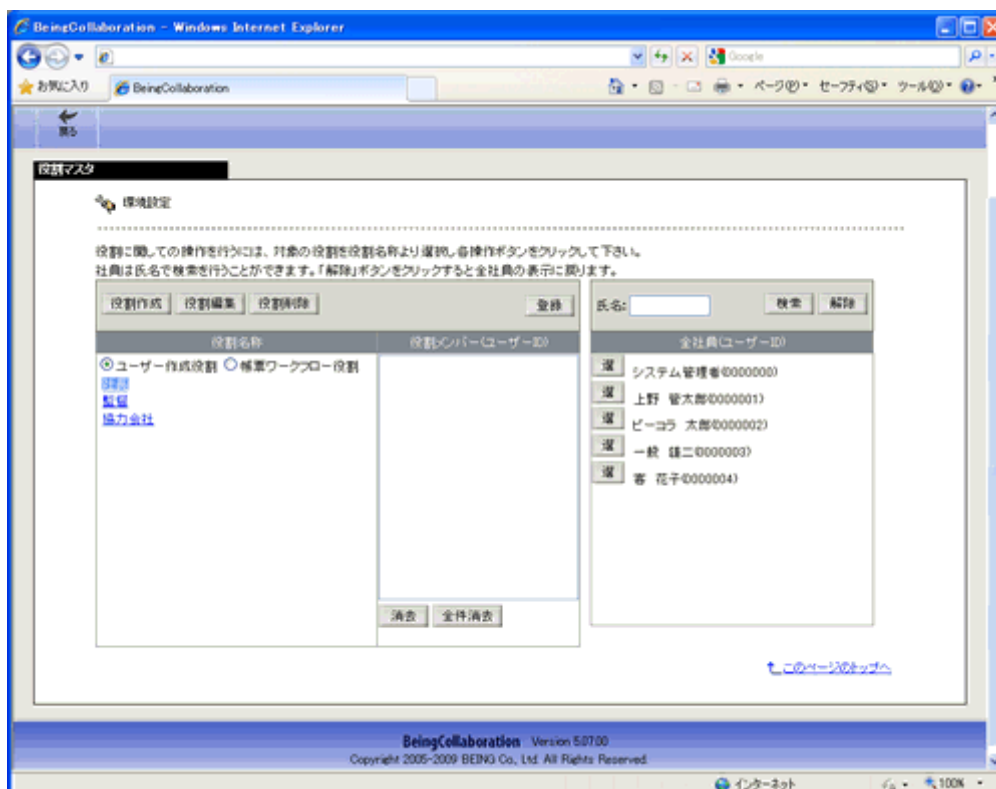 BeingCollaboration - Windows Internet Explorer
Google
お気に入り
BeingCollaboration
ページ(P)
セーフティ(S)
ツール(O)
戻る
役割マスタ
環境設定
役割に関しての操作を行うには、対象の役割を役割名称より選択し各操作ボタンをクリックして下さい。
社員は氏名で検索を行うことができます。「解除」ボタンをクリックすると全社員の表示に戻ります。
役割作成 役割編集 役割削除 登録
氏名: 検索 解除
役割名称 役割メンバー(ユーザーID) 全社員(ユーザーID)
ユーザー作成役割 帳票ワークフロー役割
監督
協力会社
選 システム管理者(0000000)
選 上野 管太郎(0000001)
選 ビーコラ 太郎(0000002)
選 一般 雄二(0000003)
選 客 花子(0000004)
消去 全件消去
このページのトップへ
BeingCollaboration Version 5.07.00
Copyright 2005-2009 BEING Co., Ltd. All Rights Reserved.
インターネット
100%